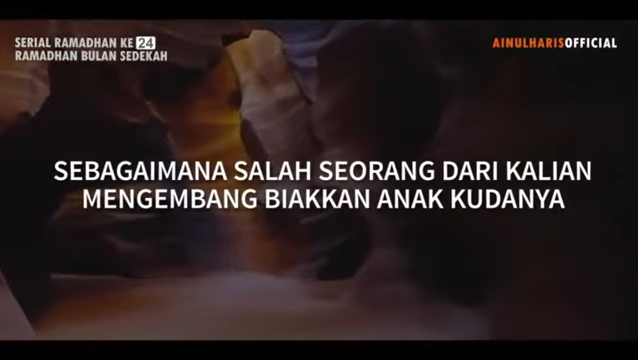 SERIAL RAMADHAN KE 24
RAMADHAN BULAN SEDEKAH
AINULHARISOFFICIAL
SEBAGAIMANA SALAH SEORANG DARI KALIAN
MENGEMBANG BIAKKAN ANAK KUDANYA